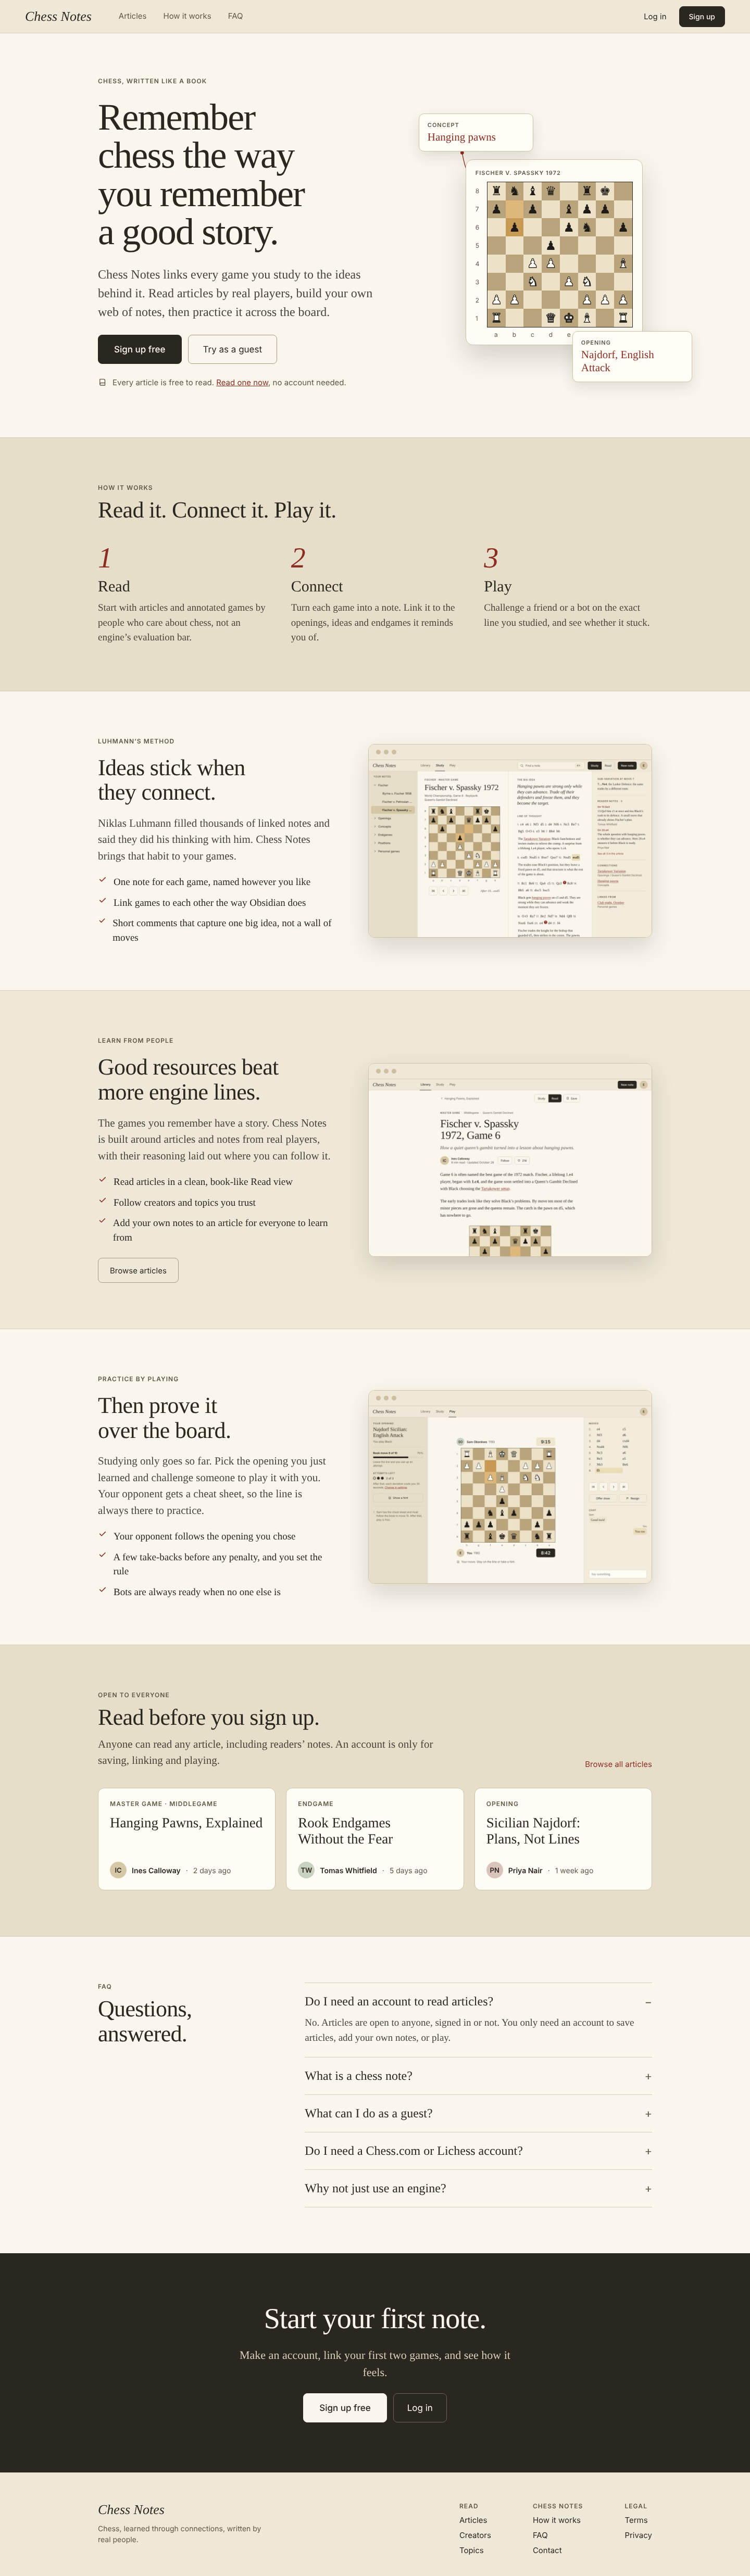 Chess Notes
Articles How it works FAQ
Log in Sign up
CHESS, WRITTEN LIKE A BOOK
Remember
chess the way
you remember
a good story.
Chess Notes links every game you study to the ideas
behind it. Read articles by real players, build your own
web of notes, then practice it across the board.
Sign up free Try as a guest
Every article is free to read. Read one now, no account needed.
CONCEPT
Hanging pawns
FISCHER V. SPASSKY 1972
8
7
6
5
4
3
2
1
a b c d e
OPENING
Najdorf, English
Attack
HOW IT WORKS
Read it. Connect it. Play it.
1
Read
Start with articles and annotated games by
people who care about chess, not an
engine's evaluation bar.
2
Connect
Turn each game into a note. Link it to the
openings, ideas and endgames it reminds
you of.
3
Play
Challenge a friend or a bot on the exact
line you studied, and see whether it stuck.
LUHMANN'S METHOD
Ideas stick when
they connect.
Niklas Luhmann filled thousands of linked notes and
said they did his thinking with him. Chess Notes
brings that habit to your games.
One note for each game, named however you like
Link games to each other the way Obsidian does
Short comments that capture one big idea, not a wall of
moves
Chess Notes
Fischer v. Spassky 1972
LEARN FROM PEOPLE
Good resources beat
more engine lines.
The games you remember have a story. Chess Notes
is built around articles and notes from real players,
with their reasoning laid out where you can follow it.
Read articles in a clean, book-like Read view
Follow creators and topics you trust
Add your own notes to an article for everyone to learn
from
Browse articles
Chess Notes
Fischer v. Spassky
1972, Game 6
PRACTICE BY PLAYING
Then prove it
over the board.
Studying only goes so far. Pick the opening you just
learned and challenge someone to play it with you.
Your opponent gets a cheat sheet, so the line is
always there to practice.
Your opponent follows the opening you chose
A few take-backs before any penalty, and you set the
rule
Bots are always ready when no one else is
Chess Notes
Najdorf Sicilian:
English Attack
OPEN TO EVERYONE
Read before you sign up.
Anyone can read any article, including readers' notes. An account is only for
saving, linking and playing.
Browse all articles
MASTER GAME · MIDDLEGAME
Hanging Pawns, Explained
IC Ines Calloway · 2 days ago
ENDGAME
Rook Endgames
Without the Fear
TW Tomas Whitfield · 5 days ago
OPENING
Sicilian Najdorf:
Plans, Not Lines
PN Priya Nair · 1 week ago
FAQ
Questions,
answered.
Do I need an account to read articles? −
No. Articles are open to anyone, signed in or not. You only need an account to save
articles, add your own notes, or play.
What is a chess note? +
What can I do as a guest? +
Do I need a Chess.com or Lichess account? +
Why not just use an engine? +
Start your first note.
Make an account, link your first two games, and see how it
feels.
Sign up free Log in
Chess Notes
Chess, learned through connections, written by
real people.
READ
Articles
Creators
Topics
CHESS NOTES
How it works
FAQ
Contact
LEGAL
Terms
Privacy